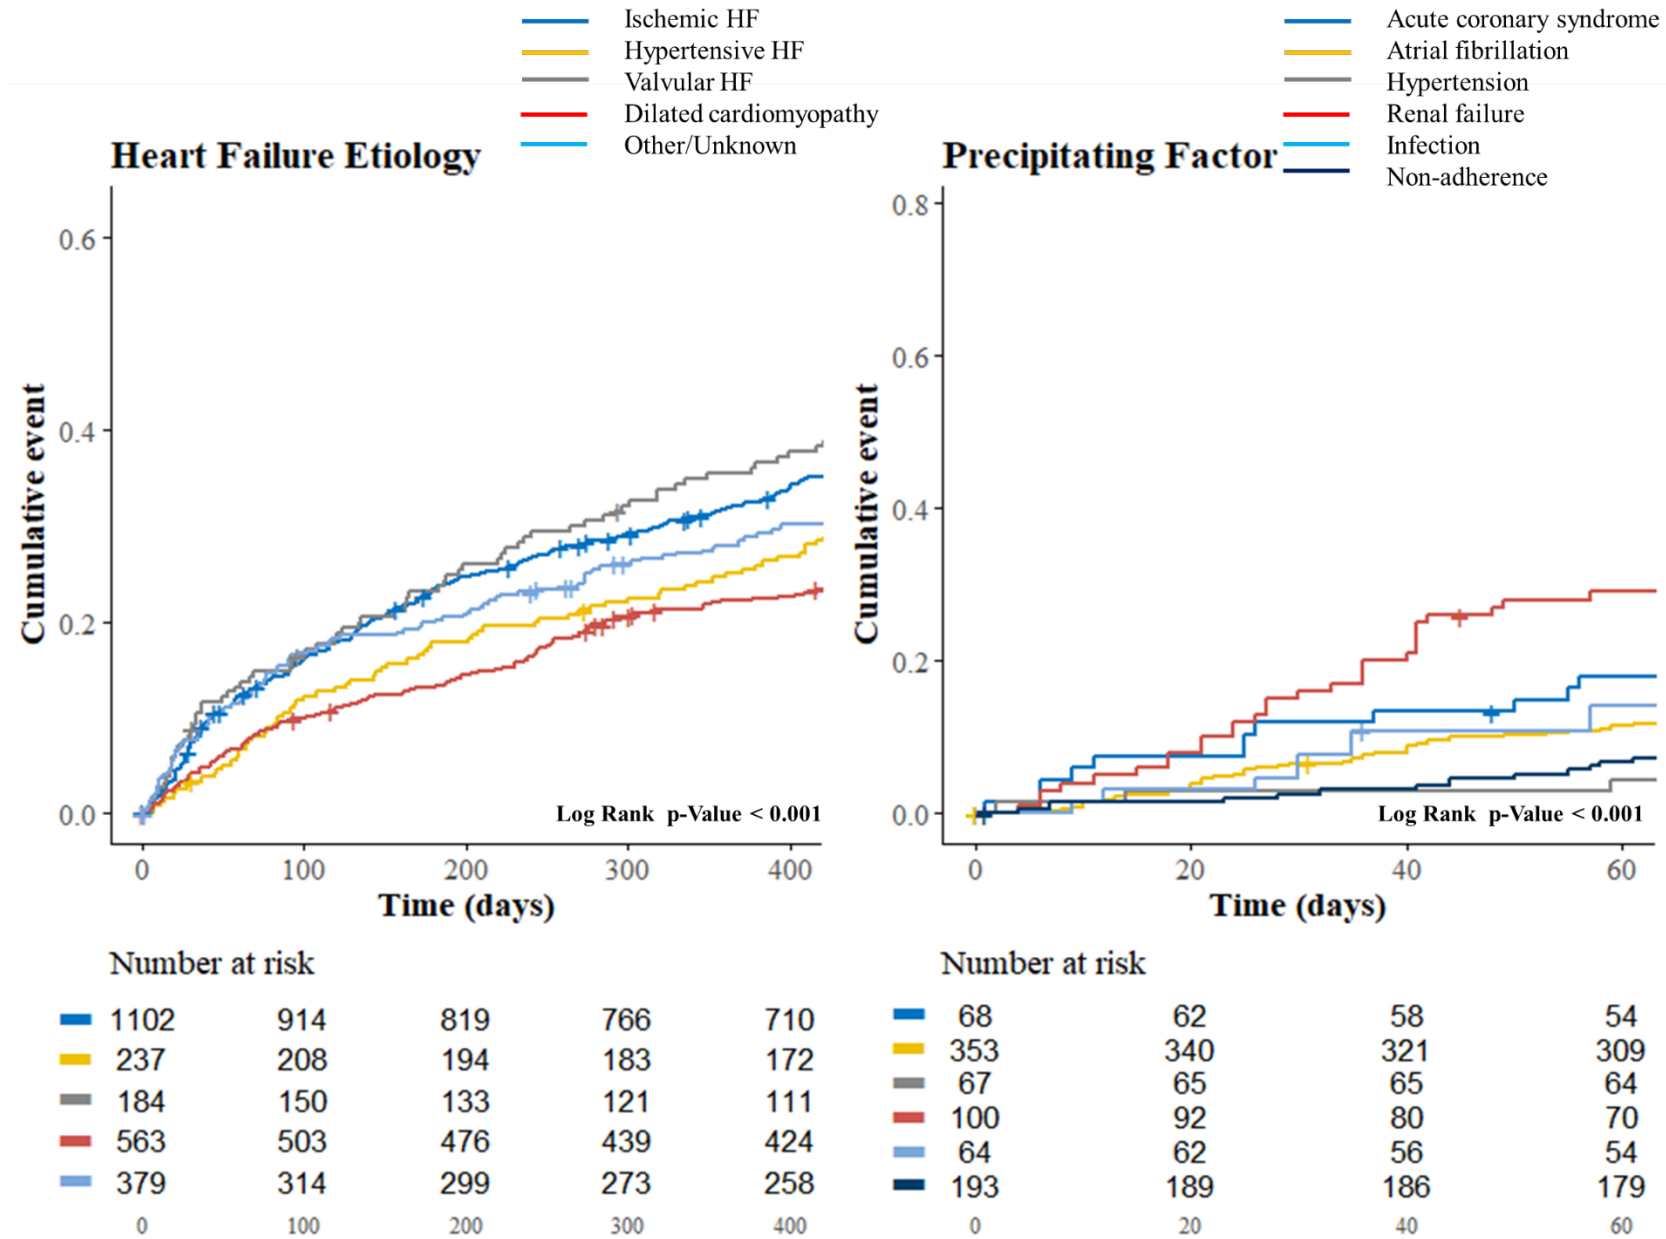 Ischemic HF
Hypertensive HF
Valvular HF
Dilated cardiomyopathy
Other/Unknown
Heart Failure Etiology
Cumulative event
0.6
0.4
0.2
0.0
Log Rank p-Value < 0.001
0 100 200 300 400
Time (days)
Number at risk
1102 914 819 766 710
237 208 194 183 172
184 150 133 121 111
563 503 476 439 424
379 314 299 273 258
0 100 200 300 400
Acute coronary syndrome
Atrial fibrillation
Hypertension
Renal failure
Infection
Non-adherence
Precipitating Factor
Cumulative event
0.8
0.6
0.4
0.2
0.0
Log Rank p-Value < 0.001
0 20 40 60
Time (days)
Number at risk
68 62 58 54
353 340 321 309
67 65 65 64
100 92 80 70
64 62 56 54
193 189 186 179
0 20 40 60